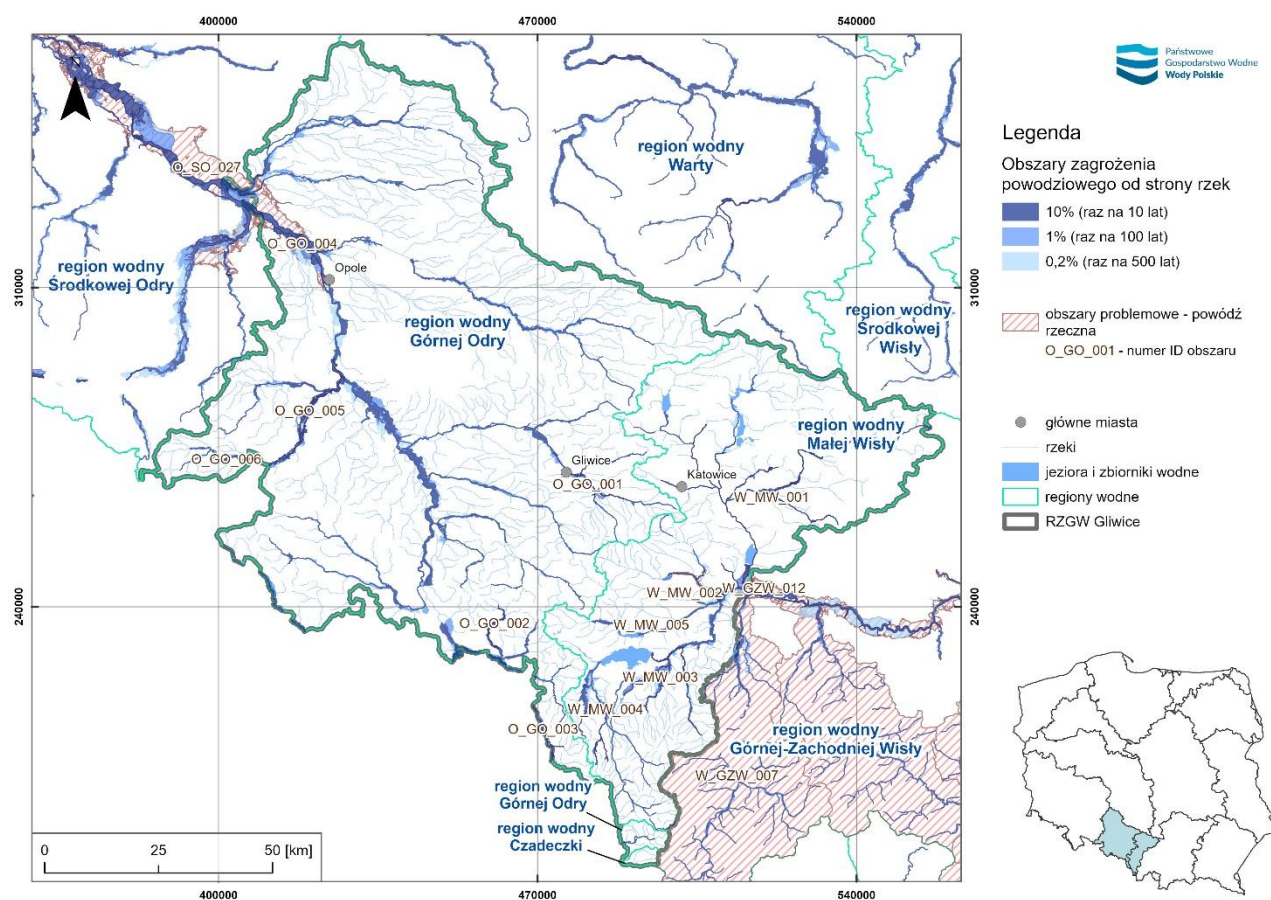 400000
470000
540000
region wodny
Warty
O_SO_027
O_GO_004
Opole
region wodny
Środkowej Odry
310000
310000
region wodny
Górnej Odry
region wodny
Środkowej
Wisły
O_GO_005
region wodny
Małej Wisły
O_GO_006
Gliwice
O_GO_001
Katowice
W_MW_001
W_MW_002
W_GZW_012
240000
240000
O_GO_002
W_MW_005
W_MW_003
W_MW_004
O_GO_003
region wodny
Górnej-Zachodniej Wisły
W_GZW_007
region wodny
Górnej Odry
region wodny
Czadeczki
0
25
50 [km]
400000
470000
540000
Państwowe
Gospodarstwo Wodne
Wody Polskie
Legenda
Obszary zagrożenia
powodziowego od strony rzek
10% (raz na 10 lat)
1% (raz na 100 lat)
0,2% (raz na 500 lat)
obszary problemowe - powódź
rzeczna
O_GO_001 - numer ID obszaru
główne miasta
rzeki
jeziora i zbiorniki wodne
regiony wodne
RZGW Gliwice